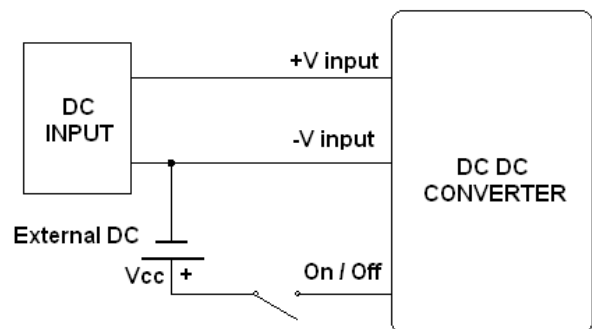 DC
INPUT
+V input
-V input
DC DC
CONVERTER
External DC
Vcc +
On / Off